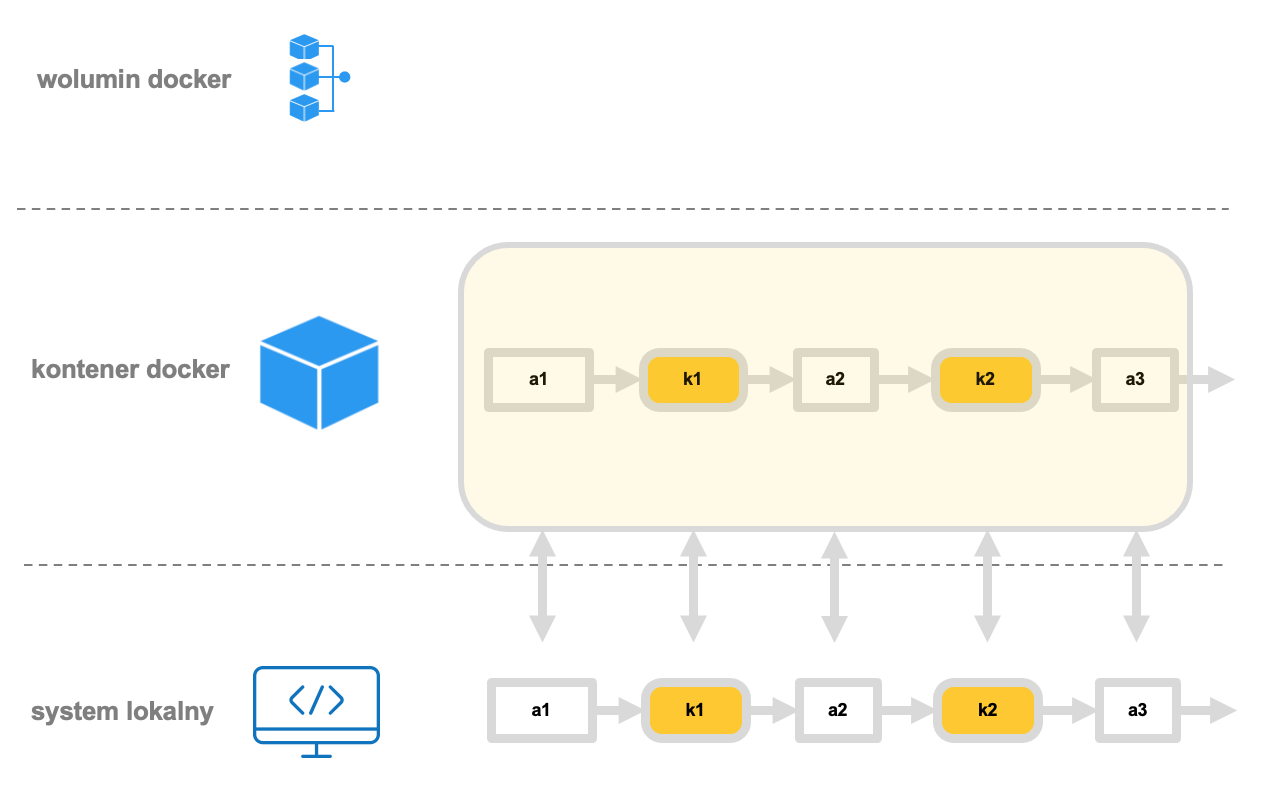 wolumin docker
kontener docker
a1 k1 a2 k2 a3
system lokalny
a1 k1 a2 k2 a3